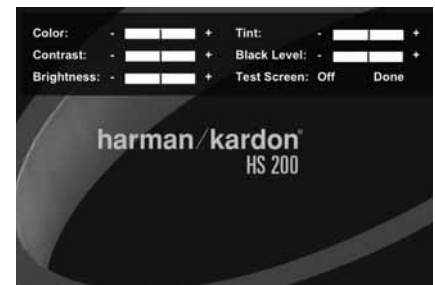 Color: - + Tint: - +
Contrast: - + Black Level: - +
Brightness: - + Test Screen: Off Done
harman/kardon®
HS 200